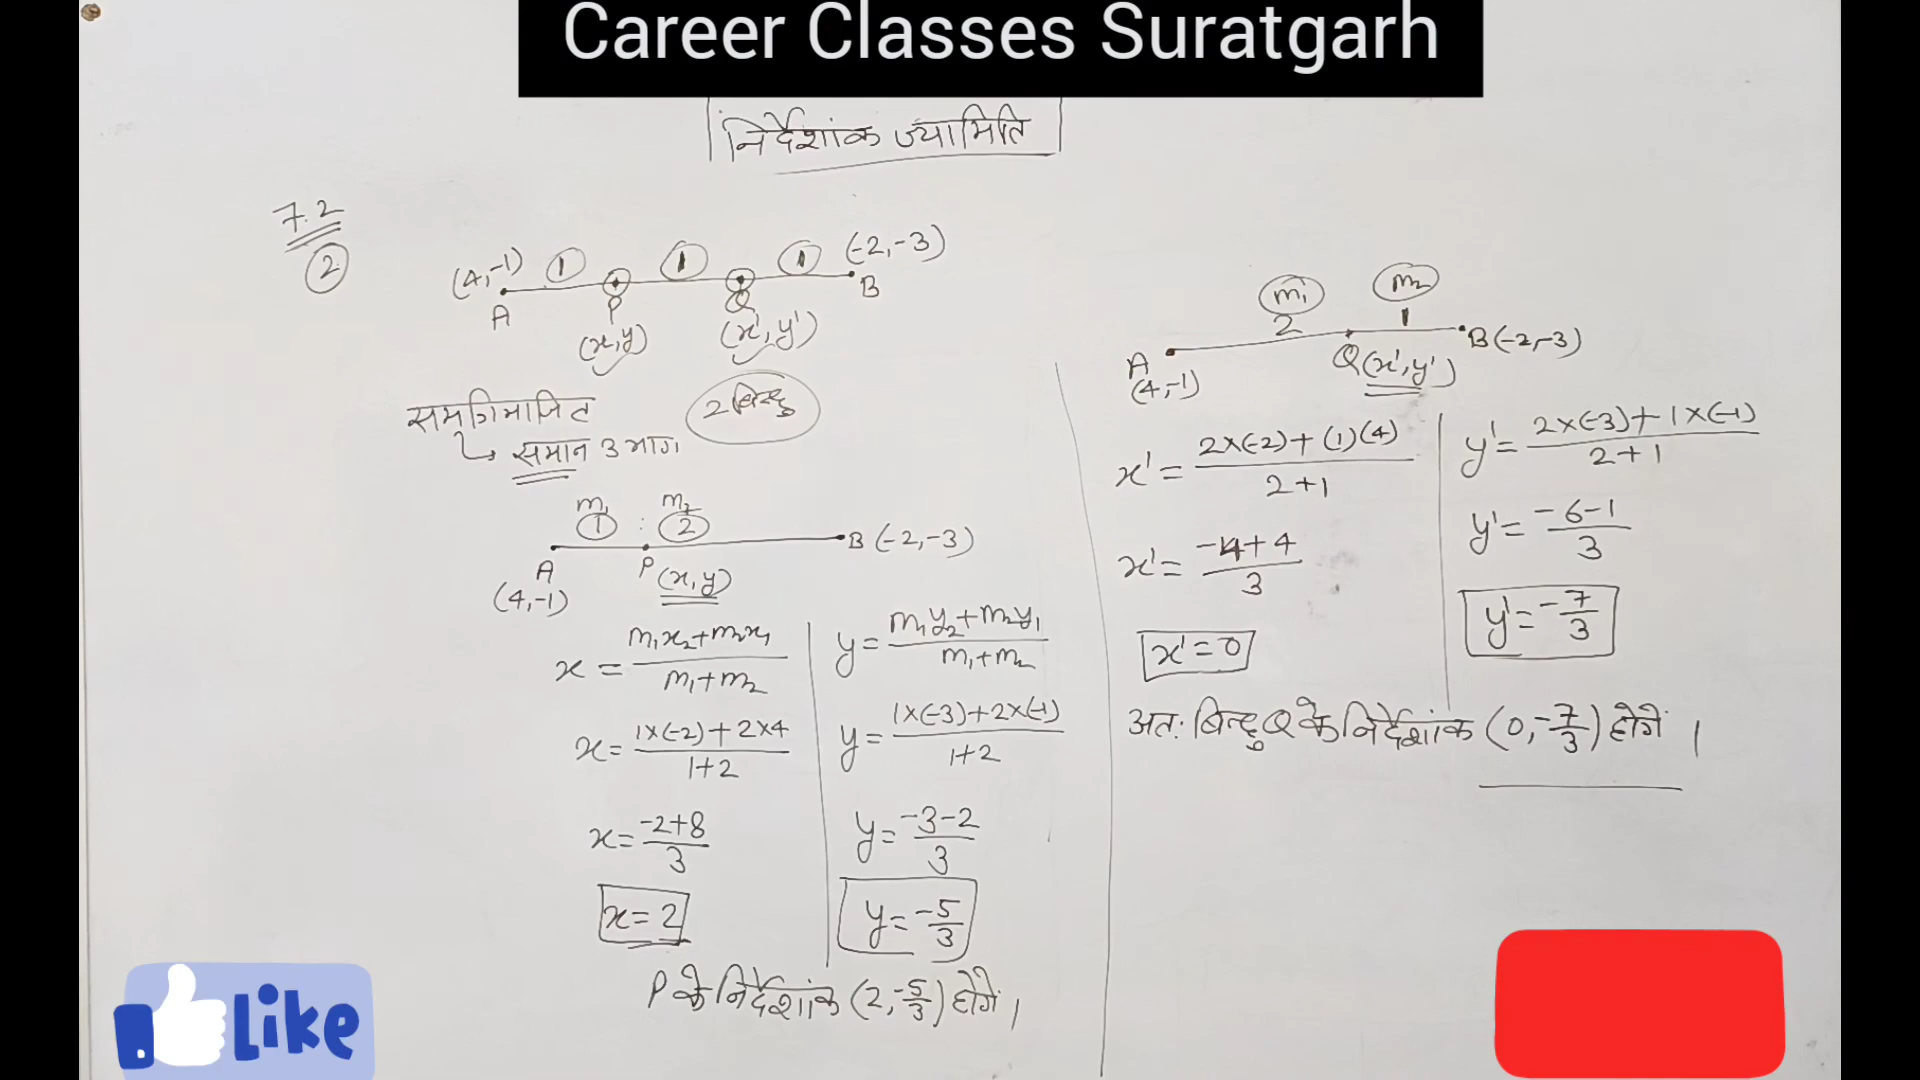 Career Classes Suratgarh
निर्देशांक ज्यामिति
7.2
2
(4,-1) 1 1 1 (-2,-3)
A P Q B
(x,y) (x',y')
समत्रिभाजित 2 बिन्दु
↳ समान 3 भाग
m₁ m₂
1 : 2
A P (x,y) B (-2,-3)
(4,-1)
x = m₁x₂+m₂x₁ / m₁+m₂
x = 1×(-2)+2×4 / 1+2
x = -2+8 / 3
x = 2
y = m₁y₂+m₂y₁ / m₁+m₂
y = 1×(-3)+2×(-1) / 1+2
y = -3-2 / 3
y = -5/3
P के निर्देशांक (2,-5/3) होंगे।
m₁ m₂
2 1
A Q(x',y') B(-2,-3)
(4,-1)
x' = 2×(-2)+(1)(4) / 2+1
x' = -4+4 / 3
x' = 0
y' = 2×(-3)+1×(-1) / 2+1
y' = -6-1 / 3
y' = -7/3
अतः बिन्दु Q के निर्देशांक (0,-7/3) होंगे।
Like